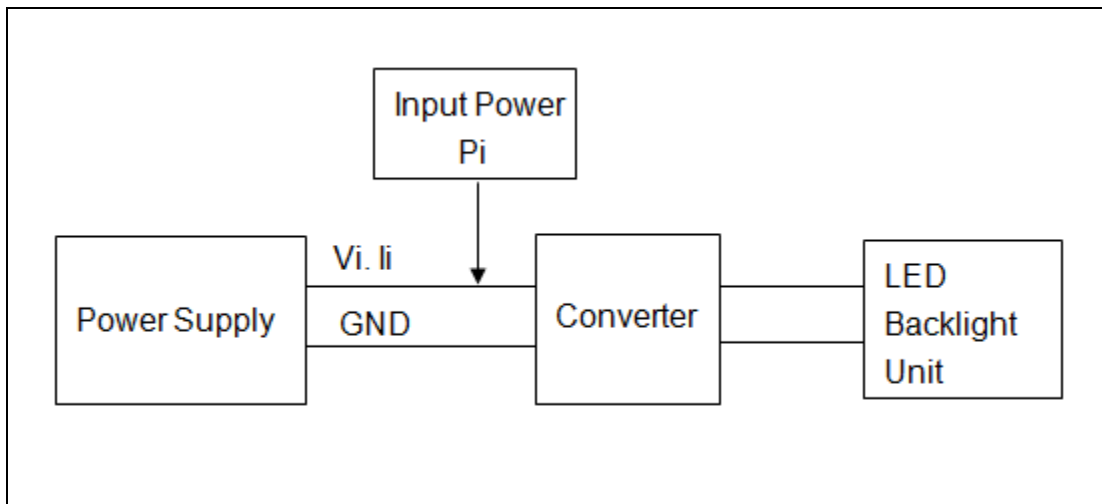 Input Power
Pi
Vi. Ii
GND
Power Supply
Converter
LED
Backlight
Unit